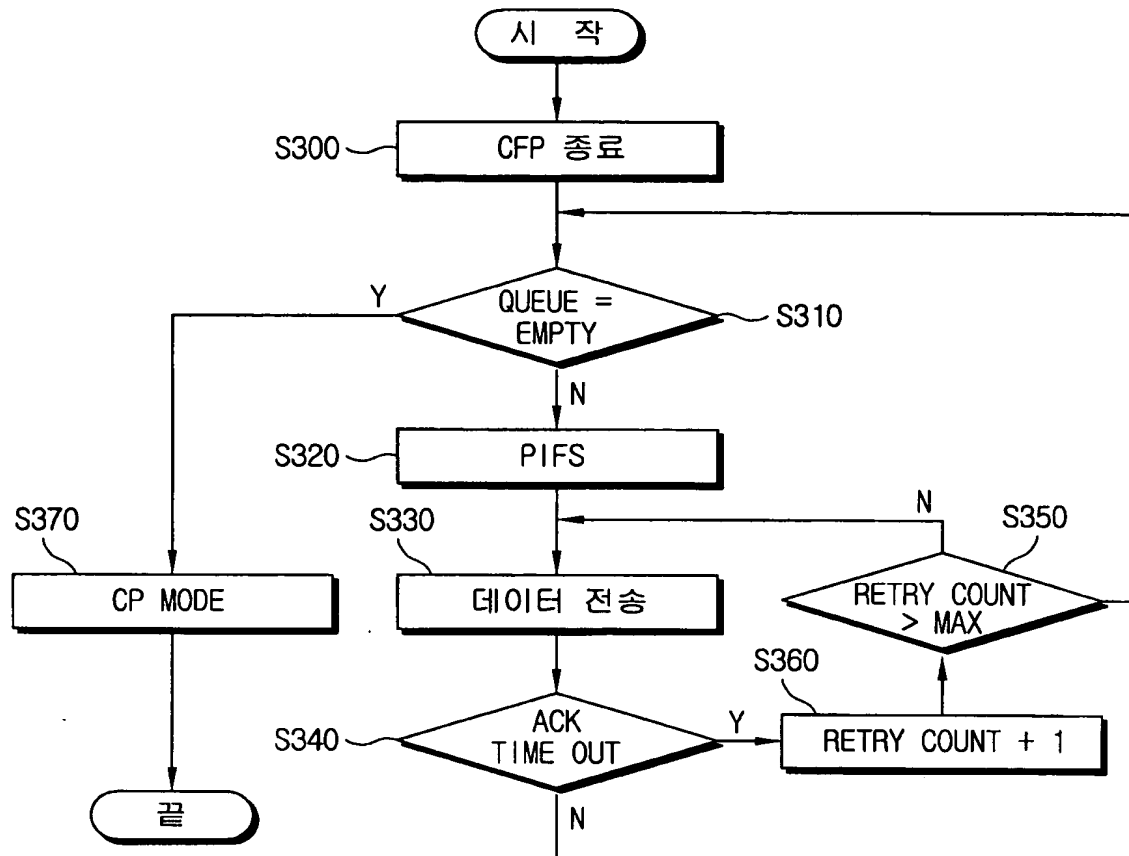 시 작
S300
CFP 종료
Y
QUEUE =
EMPTY
S310
N
S320
PIFS
S370
S330
N
S350
CP MODE
데이터 전송
RETRY COUNT
> MAX
S360
S340
ACK
TIME OUT
Y
RETRY COUNT + 1
끝
N